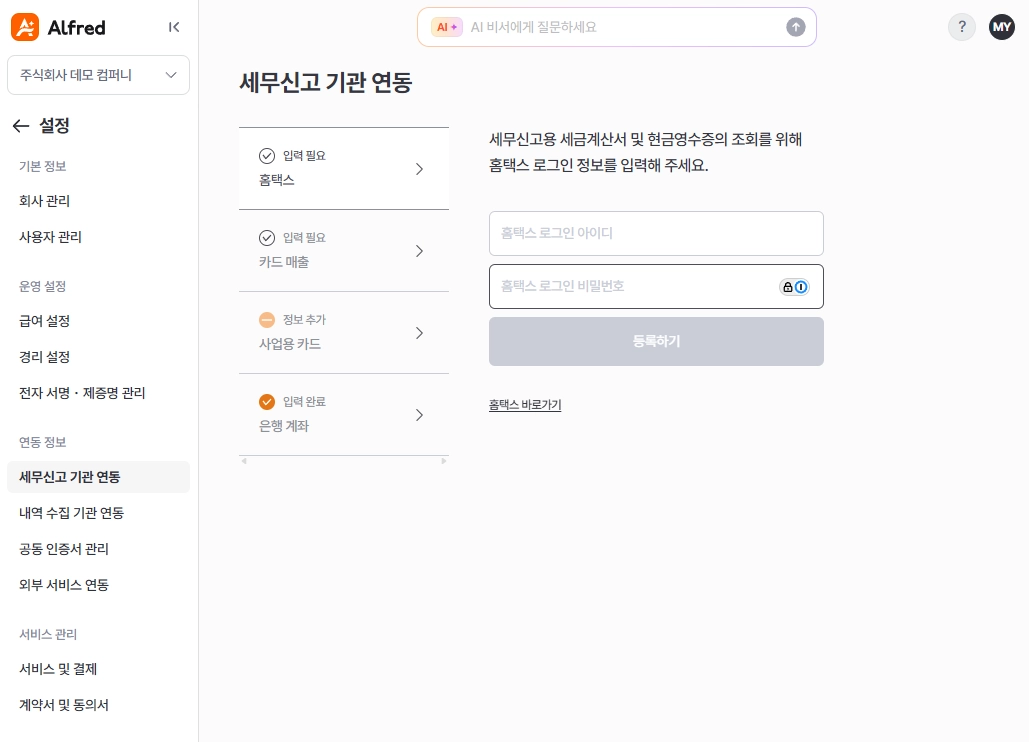 Alfred
주식회사 데모 컴퍼니
설정
기본 정보
회사 관리
사용자 관리
운영 설정
급여 설정
경리 설정
전자 서명・제증명 관리
연동 정보
세무신고 기관 연동
내역 수집 기관 연동
공동 인증서 관리
외부 서비스 연동
서비스 관리
서비스 및 결제
계약서 및 동의서
AI AI 비서에게 질문하세요
? MY
세무신고 기관 연동
입력 필요
홈택스
입력 필요
카드 매출
정보 추가
사업용 카드
입력 완료
은행 계좌
세무신고용 세금계산서 및 현금영수증의 조회를 위해
홈택스 로그인 정보를 입력해 주세요.
홈택스 로그인 아이디
홈택스 로그인 비밀번호
등록하기
홈택스 바로가기